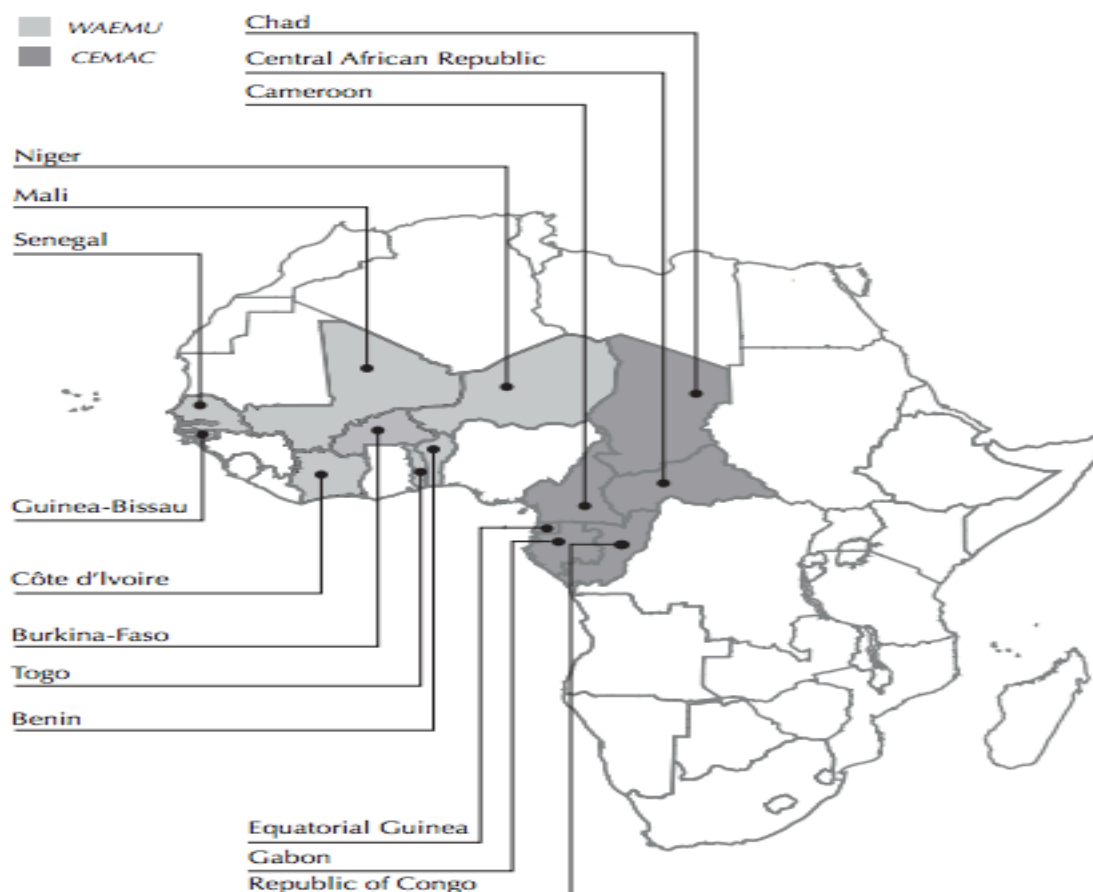 WAEMU
CEMAC
Chad
Central African Republic
Cameroon
Niger
Mali
Senegal
Guinea-Bissau
Côte d'Ivoire
Burkina-Faso
Togo
Benin
Equatorial Guinea
Gabon
Republic of Congo